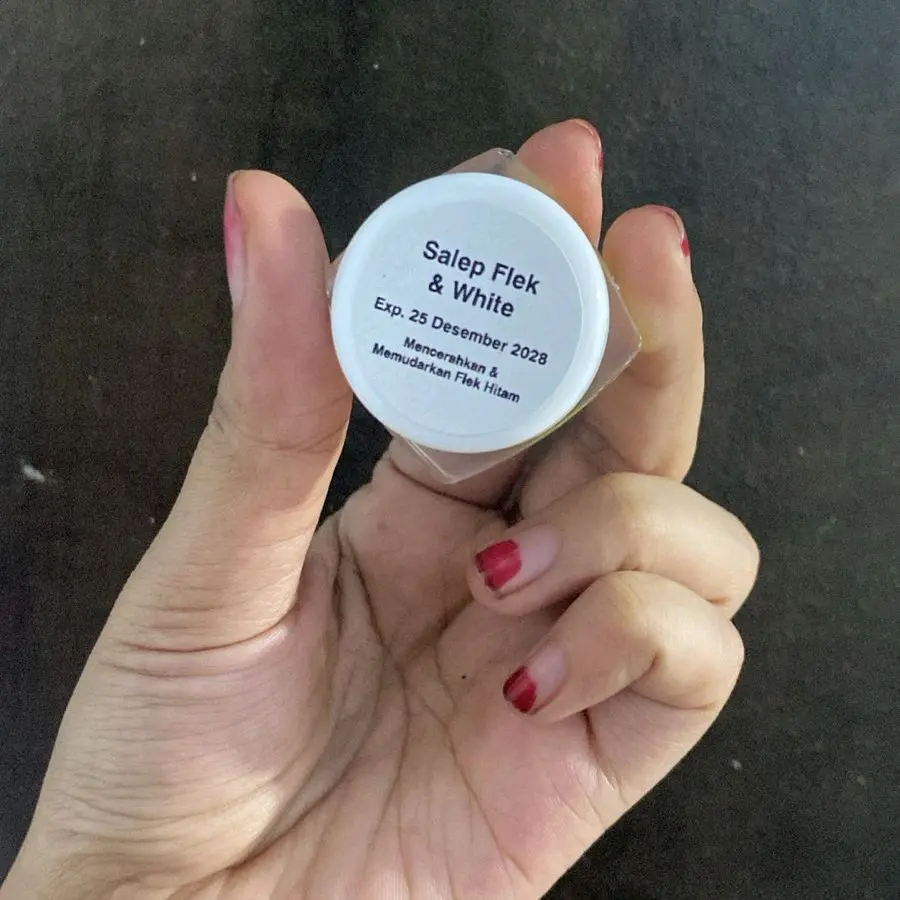 Salep Flek
& White
Exp. 25 Desember 2028
Mencerahkan &
Memudarkan Flek Hitam